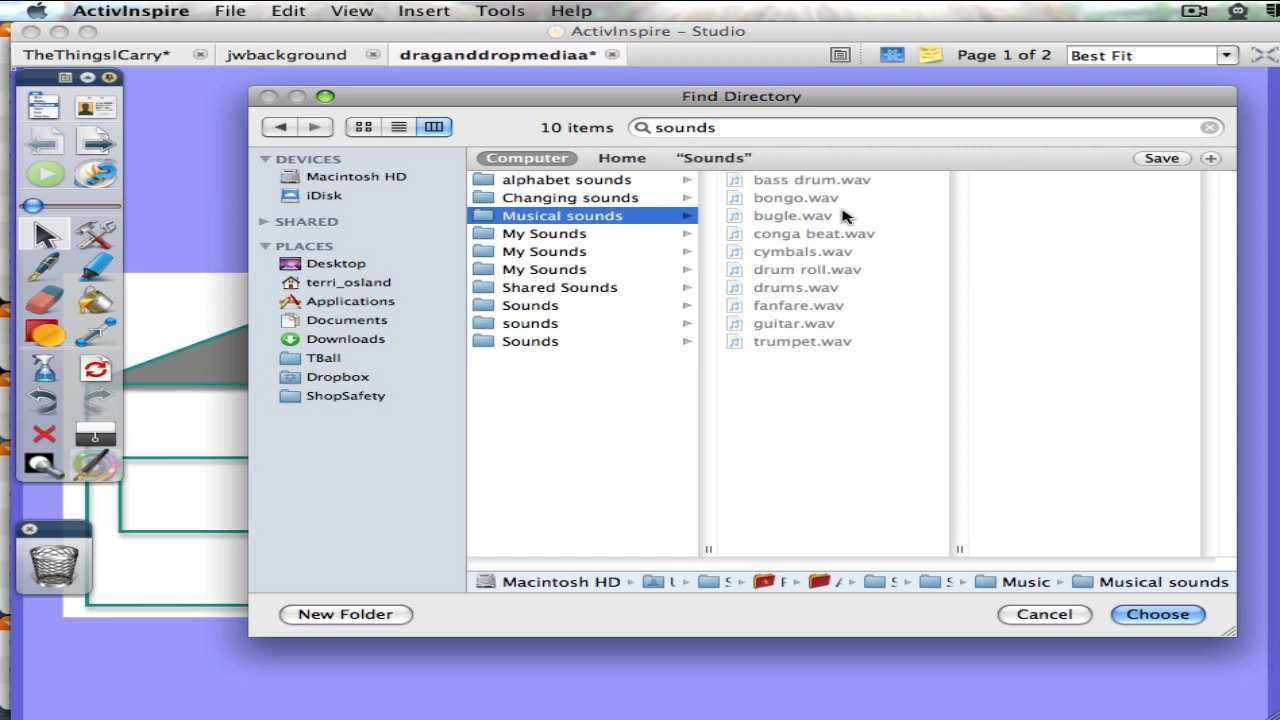 ActivInspire File Edit View Insert Tools Help
ActivInspire – Studio
TheThingsICarry* jwbackground draganddropmediaa* Page 1 of 2 Best Fit
Find Directory
10 items sounds
DEVICES Computer Home "Sounds" Save
Macintosh HD
iDisk
SHARED
PLACES
Desktop
terri_osland
Applications
Documents
Downloads
TBall
Dropbox
ShopSafety
alphabet sounds
Changing sounds
Musical sounds
My Sounds
My Sounds
My Sounds
Shared Sounds
Sounds
sounds
Sounds
bass drum.wav
bongo.wav
bugle.wav
conga beat.wav
cymbals.wav
drum roll.wav
drums.wav
fanfare.wav
guitar.wav
trumpet.wav
Macintosh HD Music Musical sounds
New Folder Cancel Choose